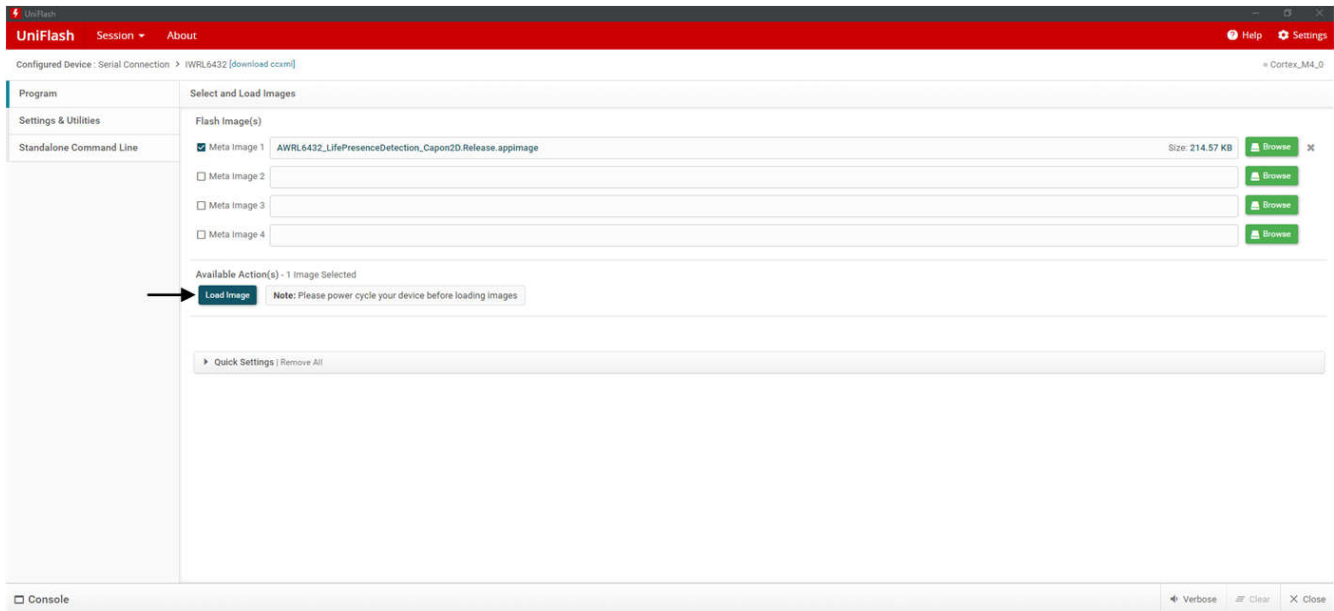 UniFlash
UniFlash Session About Help Settings
Configured Device : Serial Connection > IWRL6432 [download ccxml] Cortex_M4_0
Program
Settings & Utilities
Standalone Command Line
Select and Load Images
Flash Image(s)
Meta Image 1 AWRL6432_LifePresenceDetection_Capon2D.Release.appimage Size: 214.57 KB Browse
Meta Image 2 Browse
Meta Image 3 Browse
Meta Image 4 Browse
Available Action(s) - 1 Image Selected
Load Image Note: Please power cycle your device before loading images
Quick Settings | Remove All
Console Verbose Clear Close